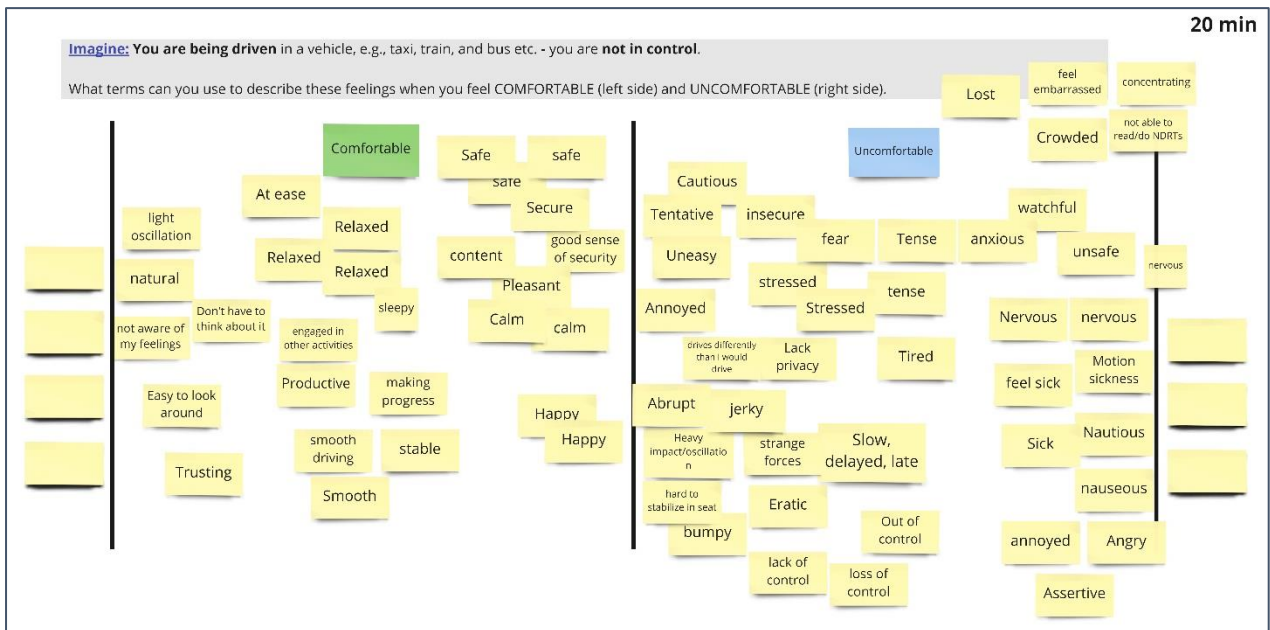 20 min
Imagine: You are being driven in a vehicle, e.g., taxi, train, and bus etc. - you are not in control.
What terms can you use to describe these feelings when you feel COMFORTABLE (left side) and UNCOMFORTABLE (right side).
Comfortable
Safe
safe
safe
Secure
At ease
light
oscillation
Relaxed
Relaxed
Relaxed
content
good sense
of security
Pleasant
natural
sleepy
Calm
calm
Don't have to
think about it
not aware of
my feelings
engaged in
other activities
Productive
making
progress
Easy to look
around
Happy
Happy
smooth
driving
stable
Trusting
Smooth
Uncomfortable
Lost
feel
embarrassed
concentrating
Crowded
not able to
read/do NDRTs
Cautious
Tentative
insecure
watchful
fear
Tense
anxious
unsafe
Uneasy
nervous
stressed
tense
Annoyed
Stressed
Nervous
nervous
drives differently
than I would
drive
Lack
privacy
Tired
Motion
sickness
feel sick
Abrupt
jerky
Heavy
impact/oscillatio
n
strange
forces
Slow,
delayed, late
Sick
Nautious
nauseous
hard to
stabilize in seat
Eratic
bumpy
Out of
control
annoyed
Angry
lack of
control
loss of
control
Assertive